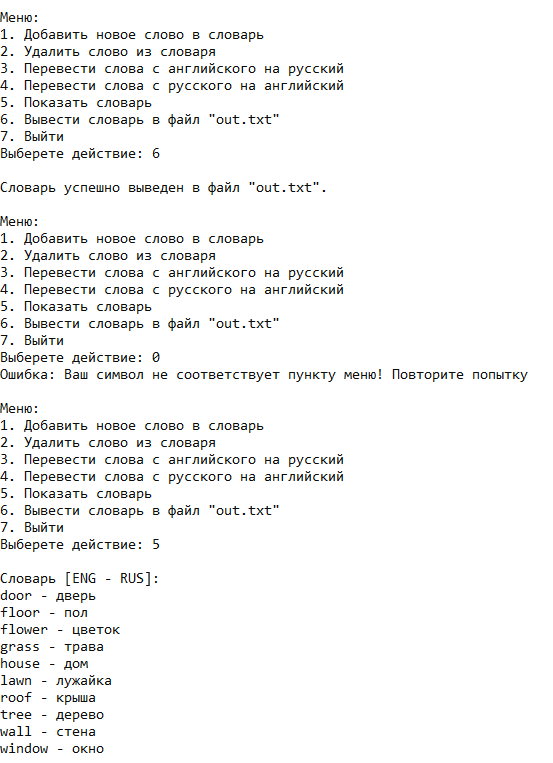 Меню:
1. Добавить новое слово в словарь
2. Удалить слово из словаря
3. Перевести слова с английского на русский
4. Перевести слова с русского на английский
5. Показать словарь
6. Вывести словарь в файл "out.txt"
7. Выйти
Выберете действие: 6
Словарь успешно выведен в файл "out.txt".
Меню:
1. Добавить новое слово в словарь
2. Удалить слово из словаря
3. Перевести слова с английского на русский
4. Перевести слова с русского на английский
5. Показать словарь
6. Вывести словарь в файл "out.txt"
7. Выйти
Выберете действие: 0
Ошибка: Ваш символ не соответствует пункту меню! Повторите попытку
Меню:
1. Добавить новое слово в словарь
2. Удалить слово из словаря
3. Перевести слова с английского на русский
4. Перевести слова с русского на английский
5. Показать словарь
6. Вывести словарь в файл "out.txt"
7. Выйти
Выберете действие: 5
Словарь [ENG - RUS]:
door - дверь
floor - пол
flower - цветок
grass - трава
house - дом
lawn - лужайка
roof - крыша
tree - дерево
wall - стена
window - окно